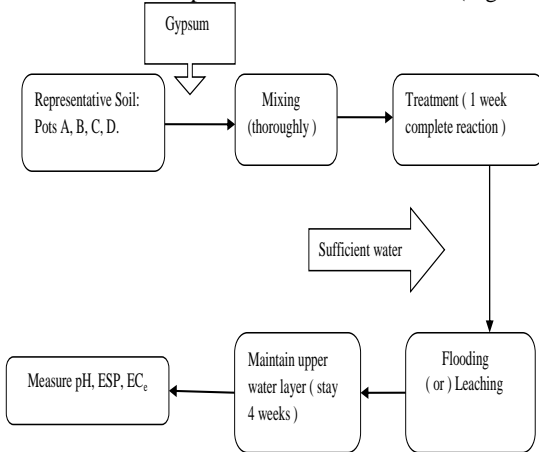 Gypsum
Representative Soil:
Pots A, B, C, D.
Mixing
(thoroughly )
Treatment ( 1 week
complete reaction )
Sufficient water
Flooding
( or ) Leaching
Maintain upper
water layer ( stay
4 weeks )
Measure pH, ESP, ECe